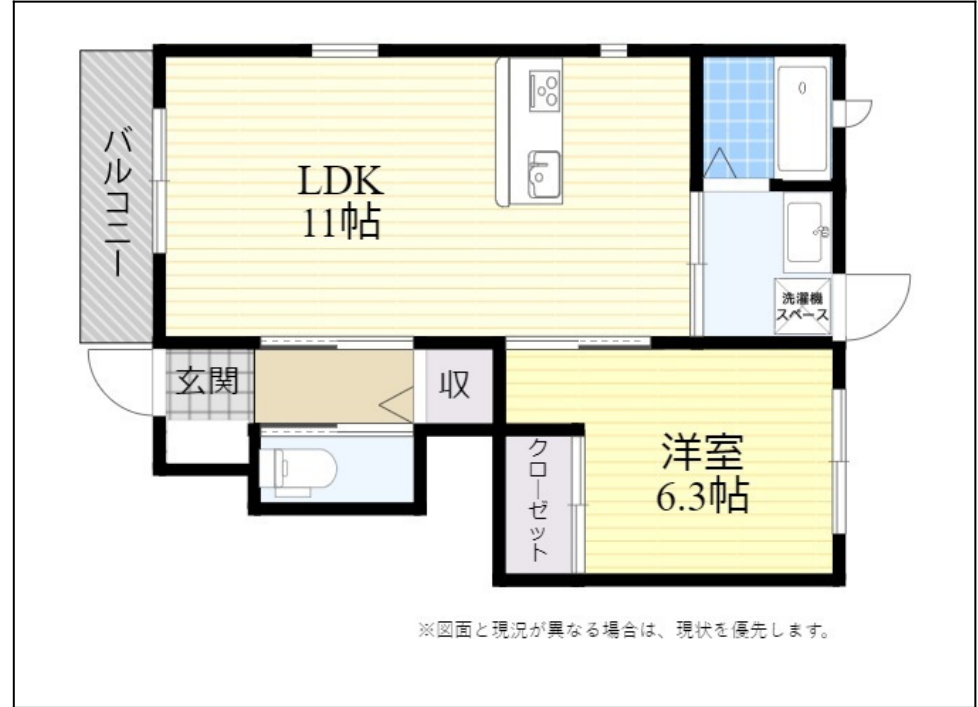 バルコニー
LDK
11帖
洗濯機
スペース
玄関
収
クローゼット
洋室
6.3帖
※図面と現況が異なる場合は、現状を優先します。